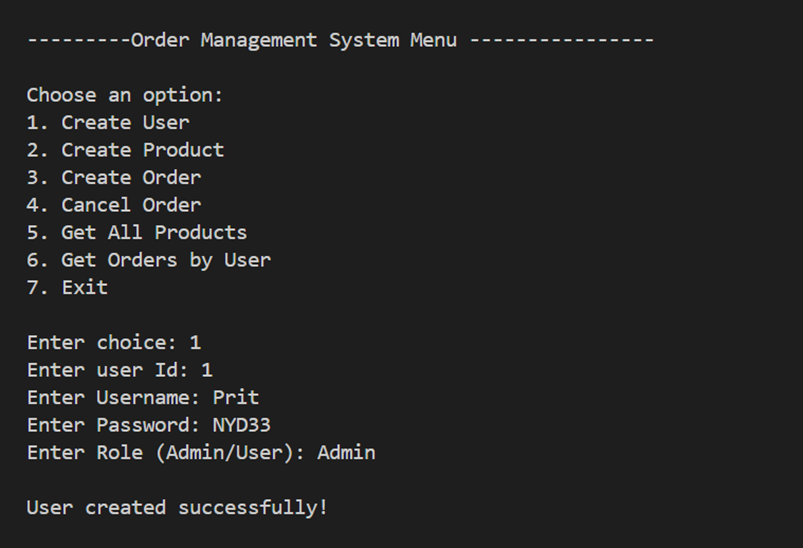 ---------Order Management System Menu ----------------
Choose an option:
1. Create User
2. Create Product
3. Create Order
4. Cancel Order
5. Get All Products
6. Get Orders by User
7. Exit
Enter choice: 1
Enter user Id: 1
Enter Username: Prit
Enter Password: NYD33
Enter Role (Admin/User): Admin
User created successfully!